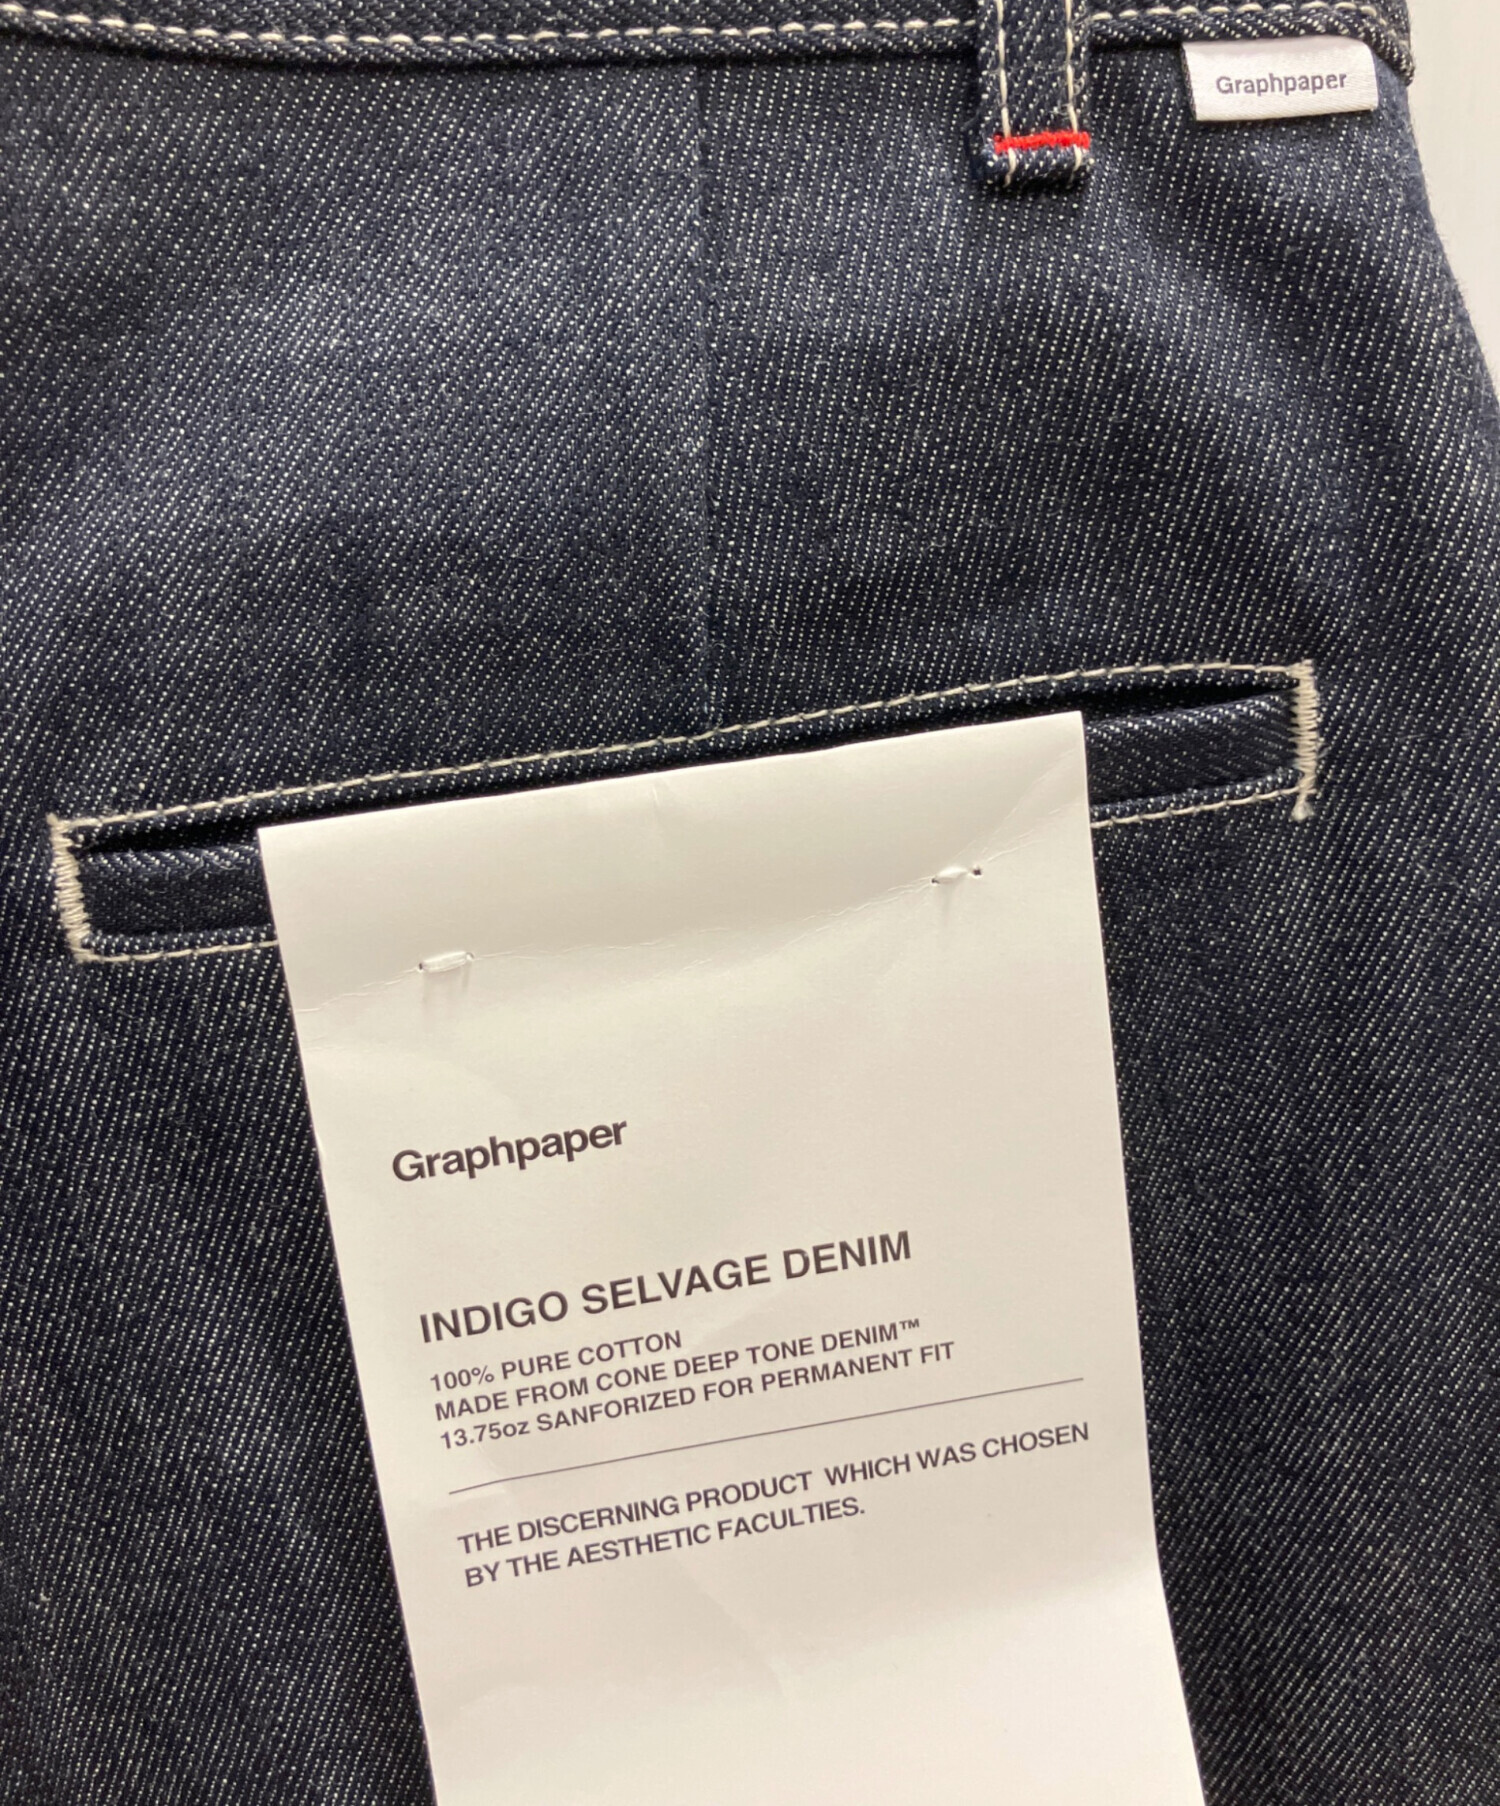 Graphpaper
Graphpaper
INDIGO SELVAGE DENIM
100% PURE COTTON
MADE FROM CONE DEEP TONE DENIM™
13.75oz SANFORIZED FOR PERMANENT FIT
THE DISCERNING PRODUCT WHICH WAS CHOSEN
BY THE AESTHETIC FACULTIES.